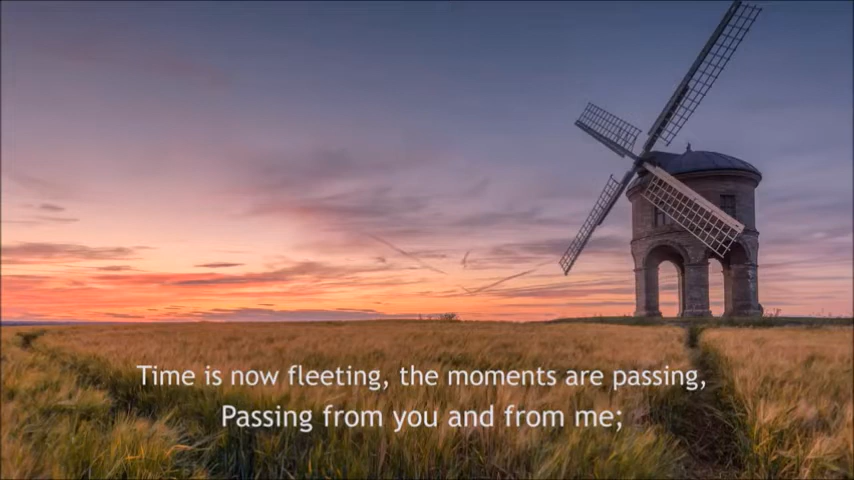 Time is now fleeting, the moments are passing,
Passing from you and from me;